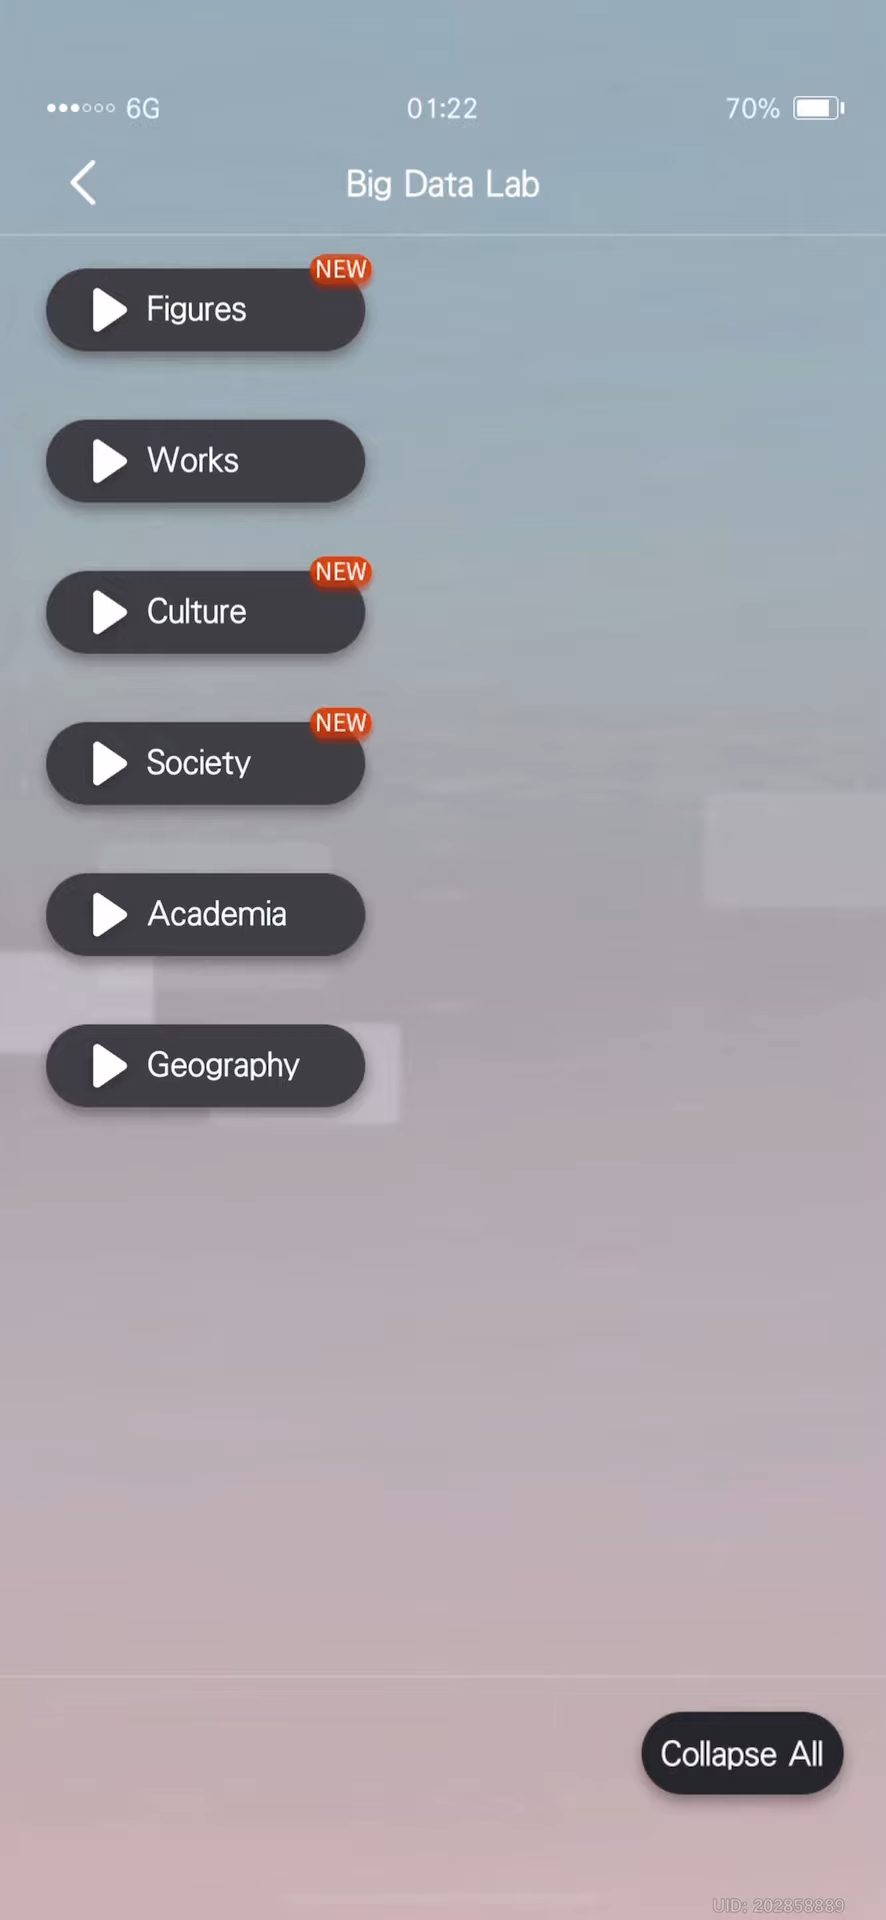 6G 01:22 70%
Big Data Lab
NEW
Figures
Works
NEW
Culture
NEW
Society
Academia
Geography
Collapse All
UID: 202858889